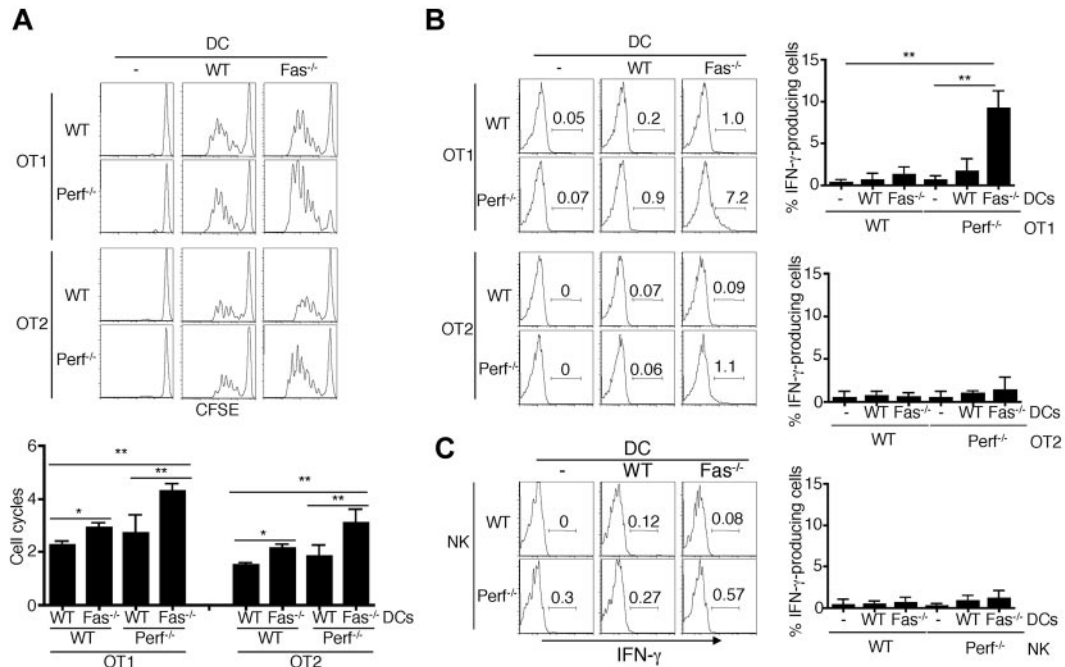 A
DC
- WT Fas-/-
OT1
WT
Perf-/-
OT2
WT
Perf-/-
CFSE
Cell cycles
6
4
2
0
** ** * ** ** *
WT Fas-/- WT Fas-/- WT Fas-/- WT Fas-/- DCs
WT Perf-/- WT Perf-/-
OT1 OT2
B
DC
- WT Fas-/-
OT1
WT 0.05 0.2 1.0
Perf-/- 0.07 0.9 7.2
OT2
WT 0 0.07 0.09
Perf-/- 0 0.06 1.1
% IFN-γ-producing cells
15
10
5
0
**
**
- WT Fas-/- - WT Fas-/- DCs
WT Perf-/- OT1
% IFN-γ-producing cells
15
10
5
0
- WT Fas-/- - WT Fas-/- DCs
WT Perf-/- OT2
C
DC
- WT Fas-/-
NK
WT 0 0.12 0.08
Perf-/- 0.3 0.27 0.57
IFN-γ
% IFN-γ-producing cells
15
10
5
0
- WT Fas-/- - WT Fas-/- DCs
WT Perf-/- NK